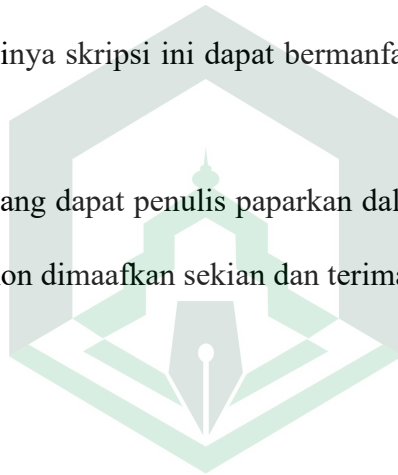 inya skripsi ini dapat bermanfa
ang dapat penulis paparkan dal
on dimaafkan sekian dan terima